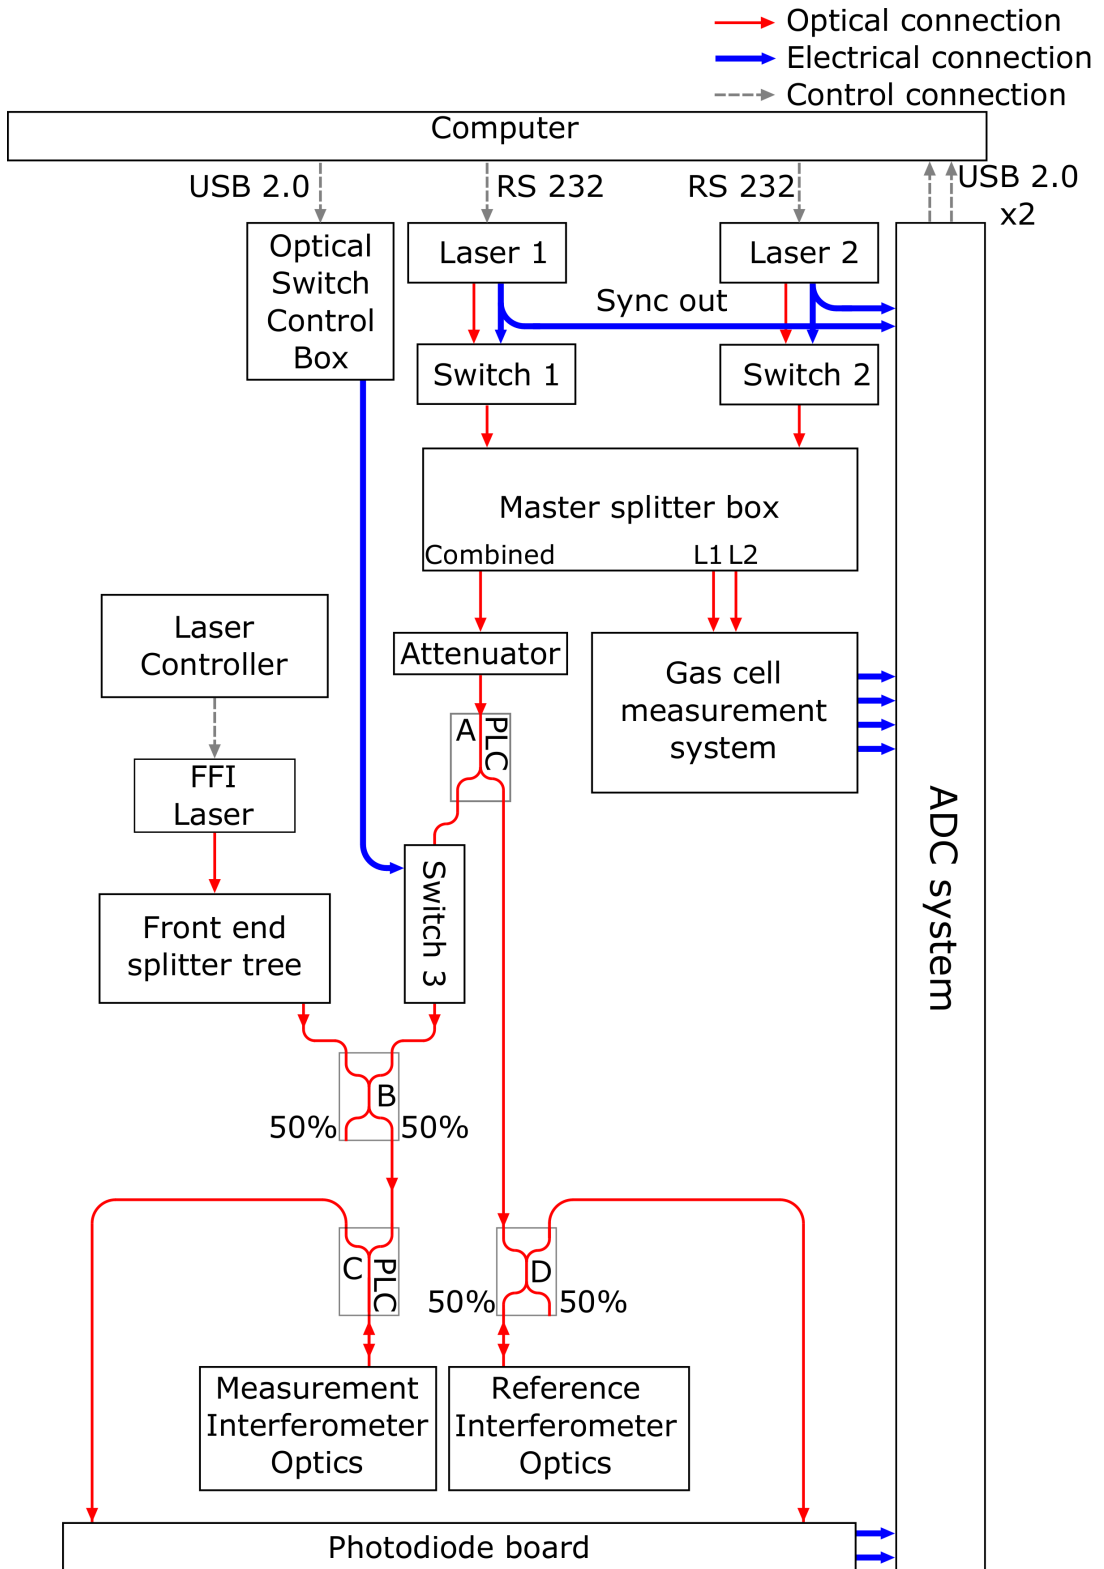 Optical connection
Electrical connection
Control connection
Computer
USB 2.0
RS 232
RS 232
USB 2.0
x2
Optical
Switch
Control
Box
Laser 1
Laser 2
Sync out
Switch 1
Switch 2
Master splitter box
Combined
L1 L2
Laser
Controller
Attenuator
Gas cell
measurement
system
A
PLC
FFI
Laser
ADC system
Switch 3
Front end
splitter tree
B
50%
50%
C
PLC
D
50%
50%
Measurement
Interferometer
Optics
Reference
Interferometer
Optics
Photodiode board